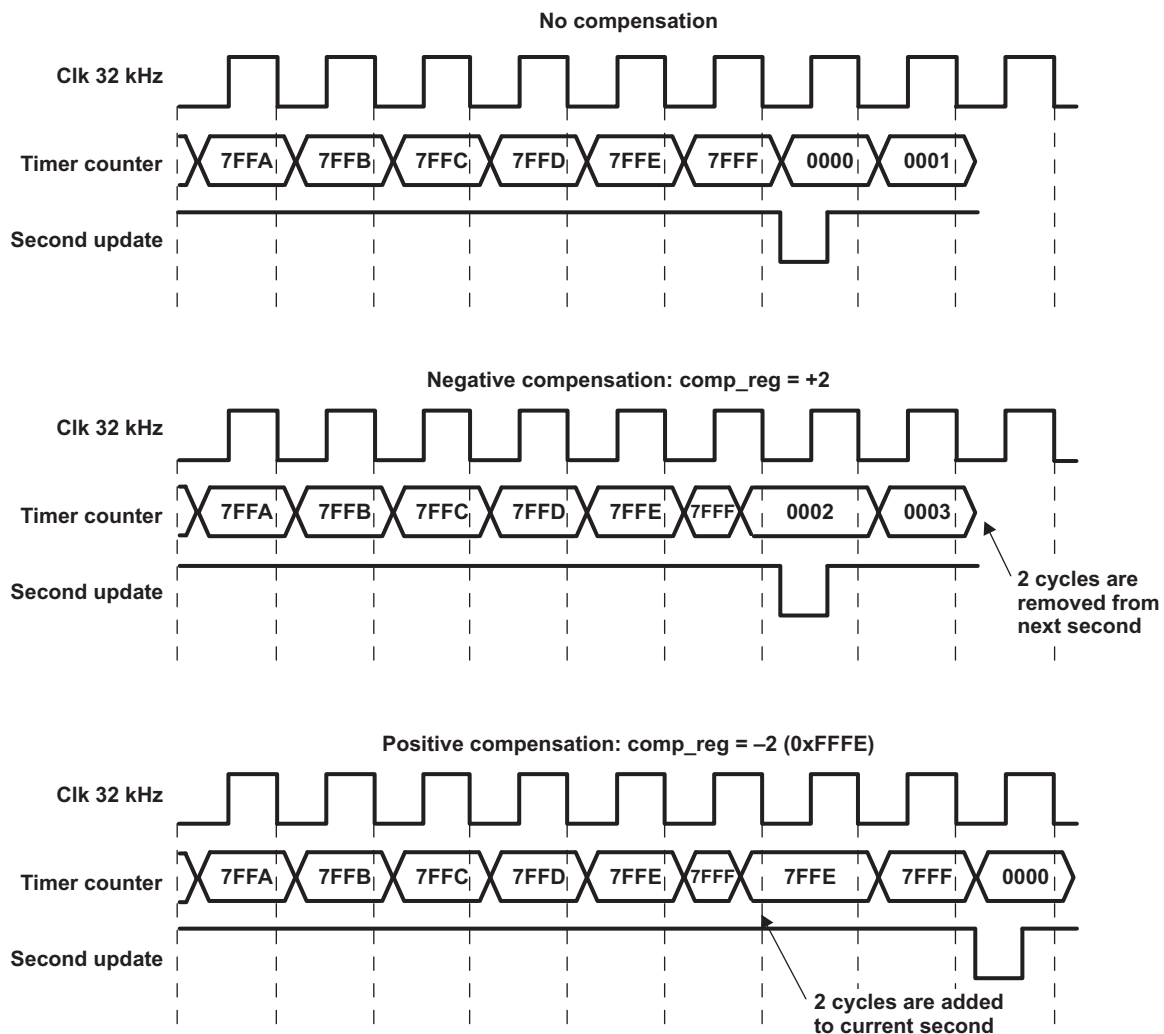 No compensation
Clk 32 kHz
Timer counter
7FFA 7FFB 7FFC 7FFD 7FFE 7FFF 0000 0001
Second update
Negative compensation: comp_reg = +2
Clk 32 kHz
Timer counter
7FFA 7FFB 7FFC 7FFD 7FFE 7FFF 0002 0003
Second update
2 cycles are
removed from
next second
Positive compensation: comp_reg = –2 (0xFFFE)
Clk 32 kHz
Timer counter
7FFA 7FFB 7FFC 7FFD 7FFE 7FFF 7FFE 7FFF 0000
Second update
2 cycles are added
to current second